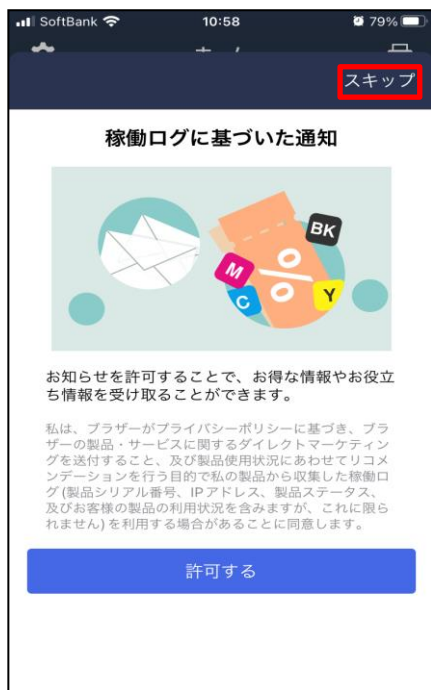 SoftBank 10:58 79%
スキップ
稼働ログに基づいた通知
BK
M
C
Y
お知らせを許可することで、お得な情報やお役立
ち情報を受け取ることができます。
私は、ブラザーがプライバシーポリシーに基づき、ブラ
ザーの製品・サービスに関するダイレクトマーケティン
グを送付すること、及び製品使用状況にあわせてリコメ
ンデーションを行う目的で私の製品から収集した稼働ロ
グ (製品シリアル番号、IPアドレス、製品ステータス、
及びお客様の製品の利用状況を含みますが、これに限ら
れません) を利用する場合があることに同意します。
許可する